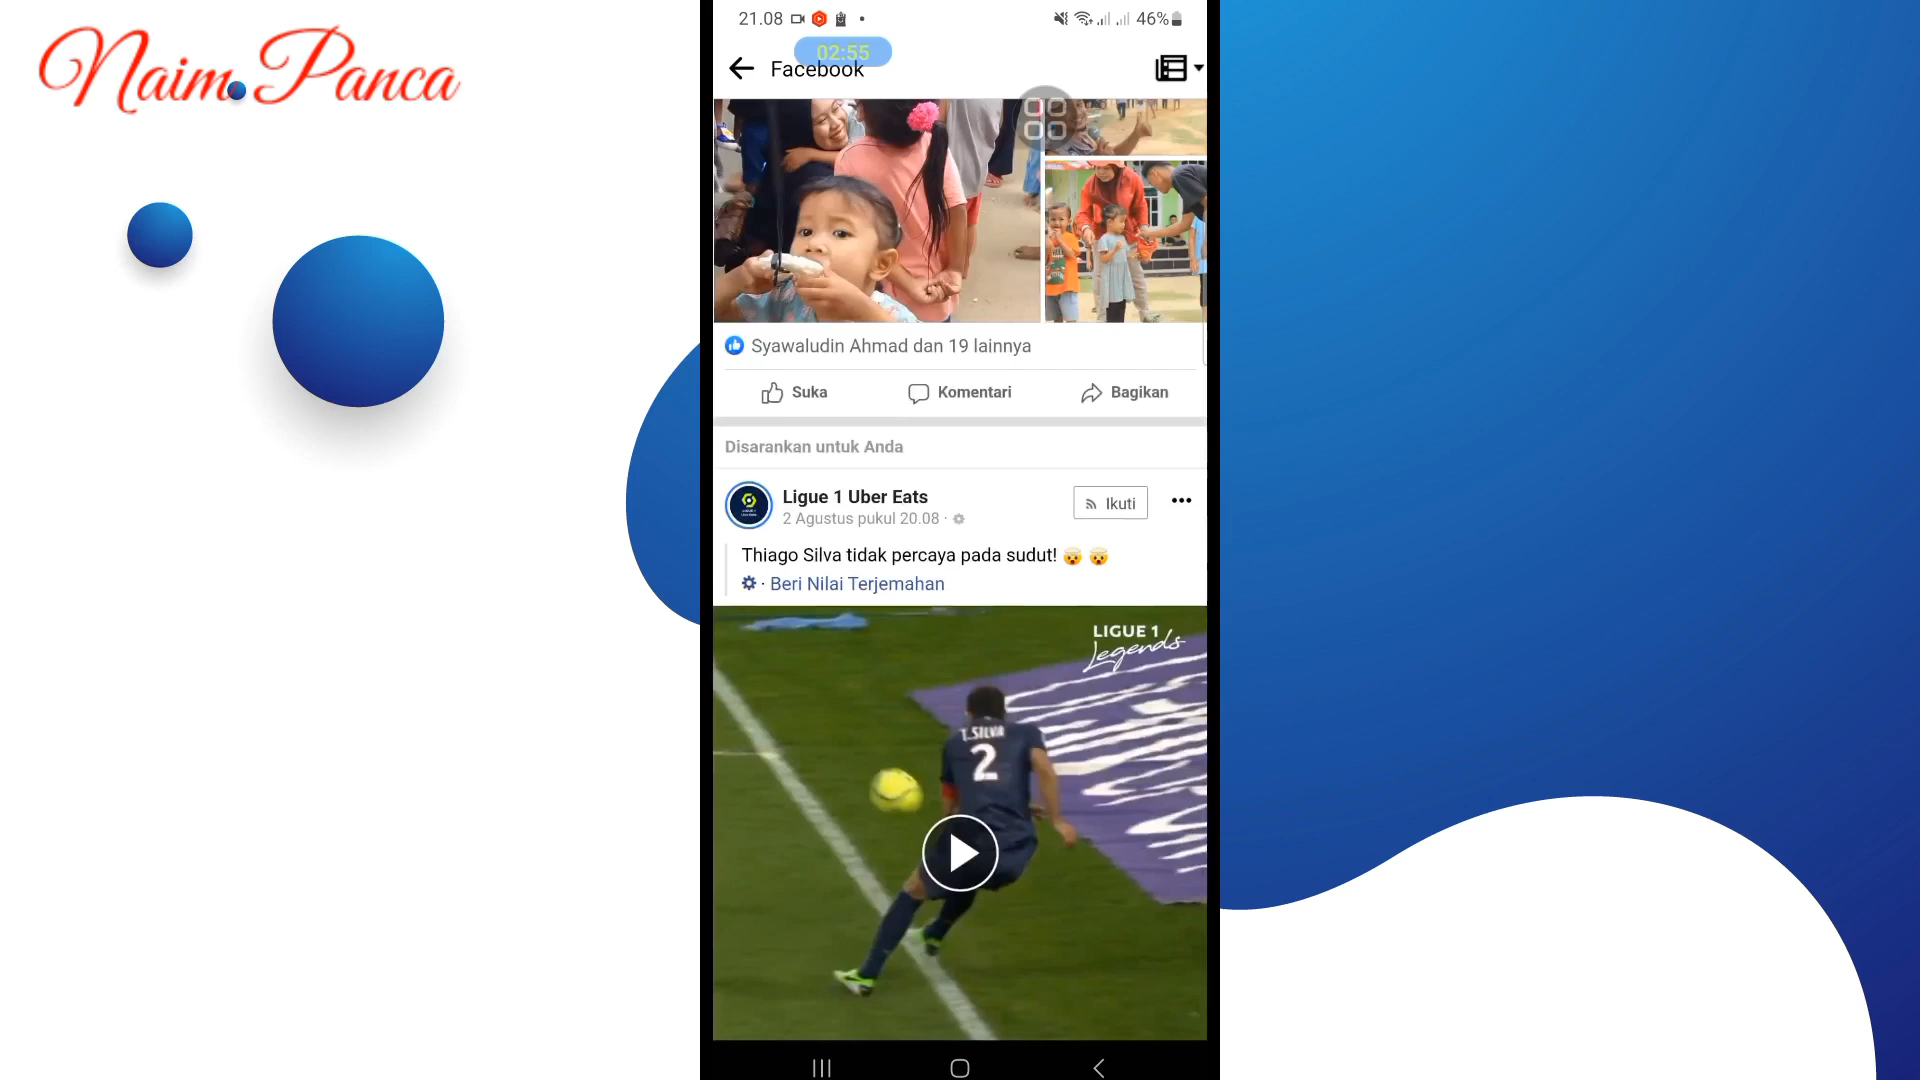 Naim.Panca
21.08
46%
02:55
Facebook
Syawaludin Ahmad dan 19 lainnya
Suka
Komentari
Bagikan
Disarankan untuk Anda
Ligue 1 Uber Eats
Ikuti
2 Agustus pukul 20.08 ·
Thiago Silva tidak percaya pada sudut! 🤯 🤯
· Beri Nilai Terjemahan
LIGUE 1
Legends
T.SILVA
2